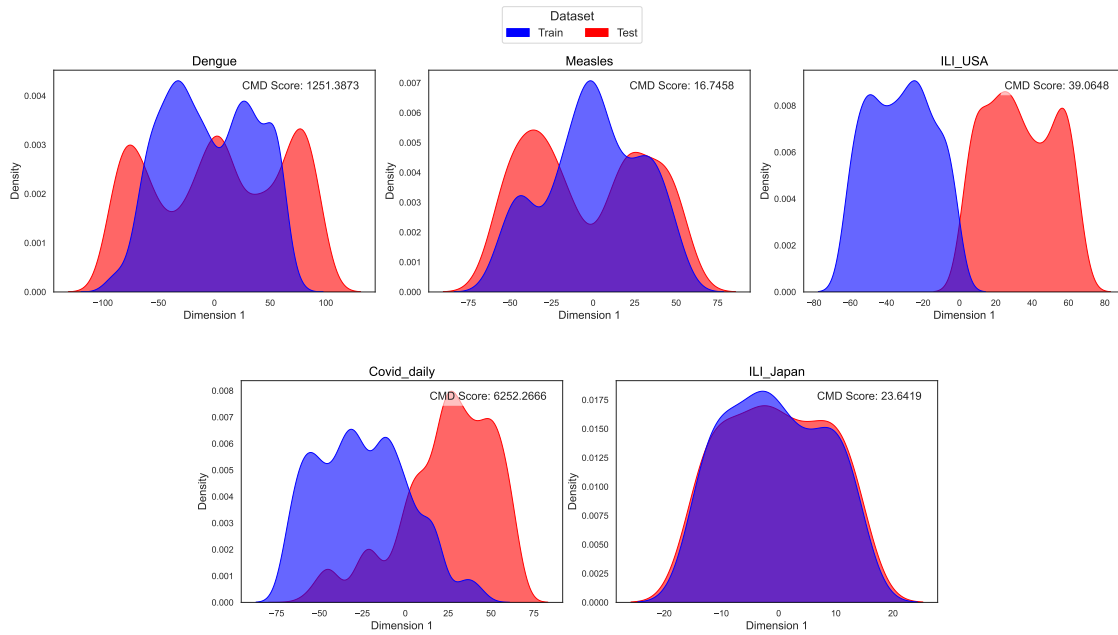 Dataset
Train Test
Dengue
CMD Score: 1251.3873
Density
0.004
0.003
0.002
0.001
0.000
−100 −50 0 50 100
Dimension 1
Measles
CMD Score: 16.7458
Density
0.007
0.006
0.005
0.004
0.003
0.002
0.001
0.000
−75 −50 −25 0 25 50 75
Dimension 1
ILI_USA
CMD Score: 39.0648
Density
0.008
0.006
0.004
0.002
0.000
−80 −60 −40 −20 0 20 40 60 80
Dimension 1
Covid_daily
CMD Score: 6252.2666
Density
0.008
0.007
0.006
0.005
0.004
0.003
0.002
0.001
0.000
−75 −50 −25 0 25 50 75
Dimension 1
ILI_Japan
CMD Score: 23.6419
Density
0.0175
0.0150
0.0125
0.0100
0.0075
0.0050
0.0025
0.0000
−20 −10 0 10 20
Dimension 1